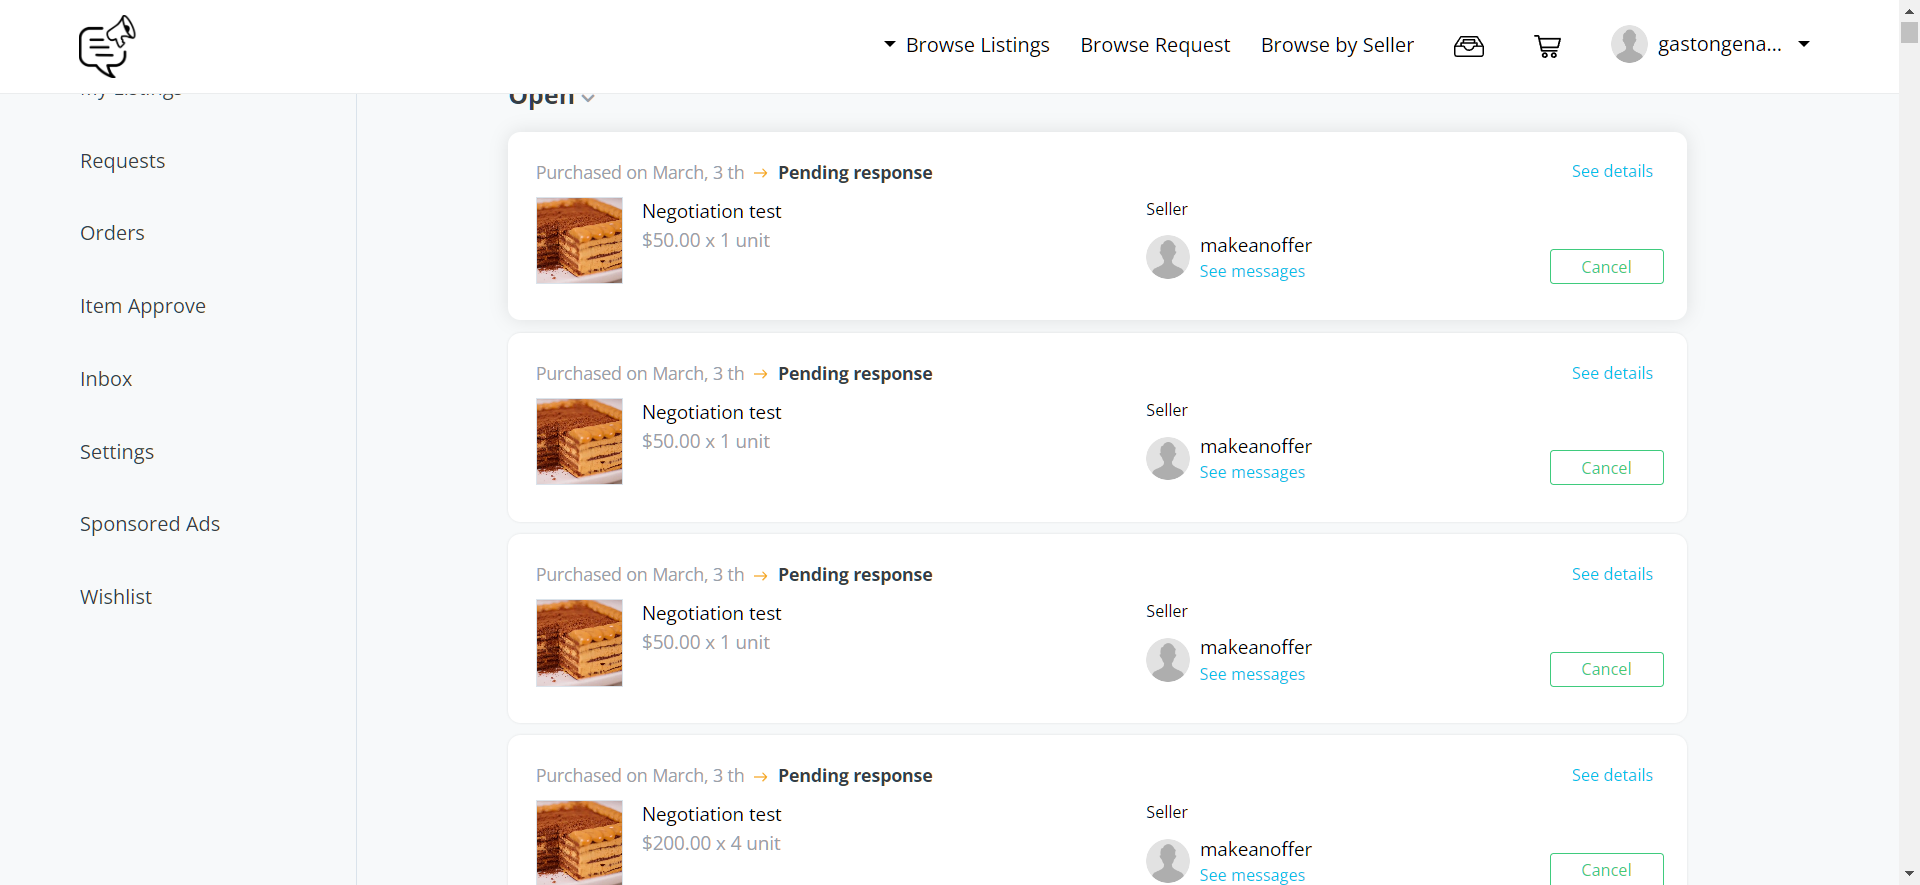 Browse Listings
Browse Request
Browse by Seller
gastongena...
My Listings
Requests
Orders
Item Approve
Inbox
Settings
Sponsored Ads
Wishlist
Open
Purchased on March, 3 th → Pending response
See details
Negotiation test
$50.00 x 1 unit
Seller
makeanoffer
See messages
Cancel
Purchased on March, 3 th → Pending response
See details
Negotiation test
$50.00 x 1 unit
Seller
makeanoffer
See messages
Cancel
Purchased on March, 3 th → Pending response
See details
Negotiation test
$50.00 x 1 unit
Seller
makeanoffer
See messages
Cancel
Purchased on March, 3 th → Pending response
See details
Negotiation test
$200.00 x 4 unit
Seller
makeanoffer
See messages
Cancel